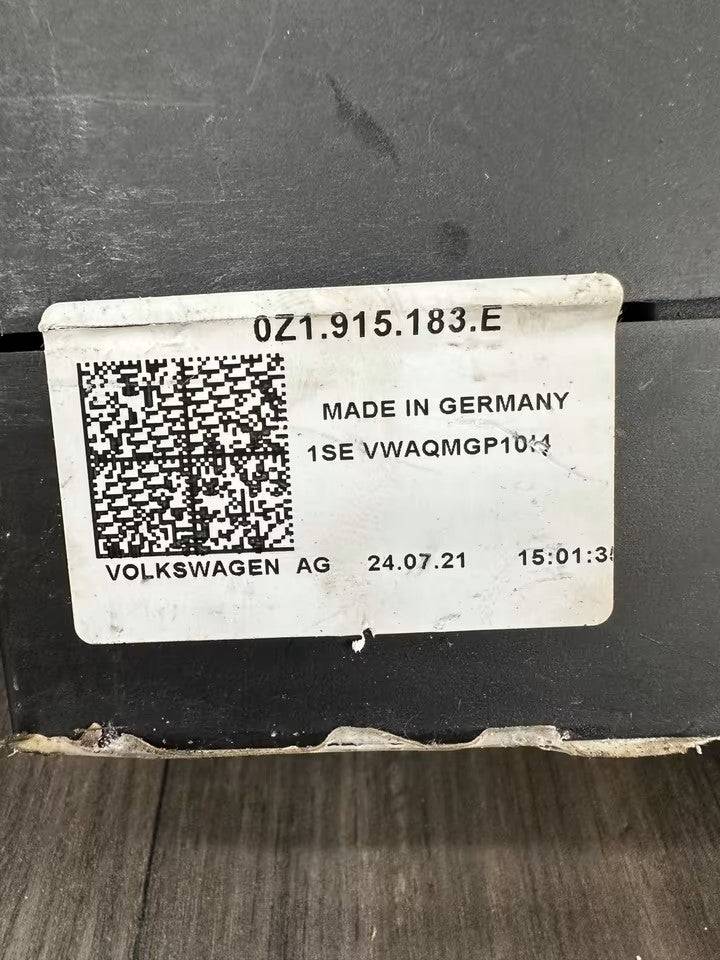 0Z1.915.183.E
MADE IN GERMANY
1SE
VOLKSWAGEN AG 24.07.21